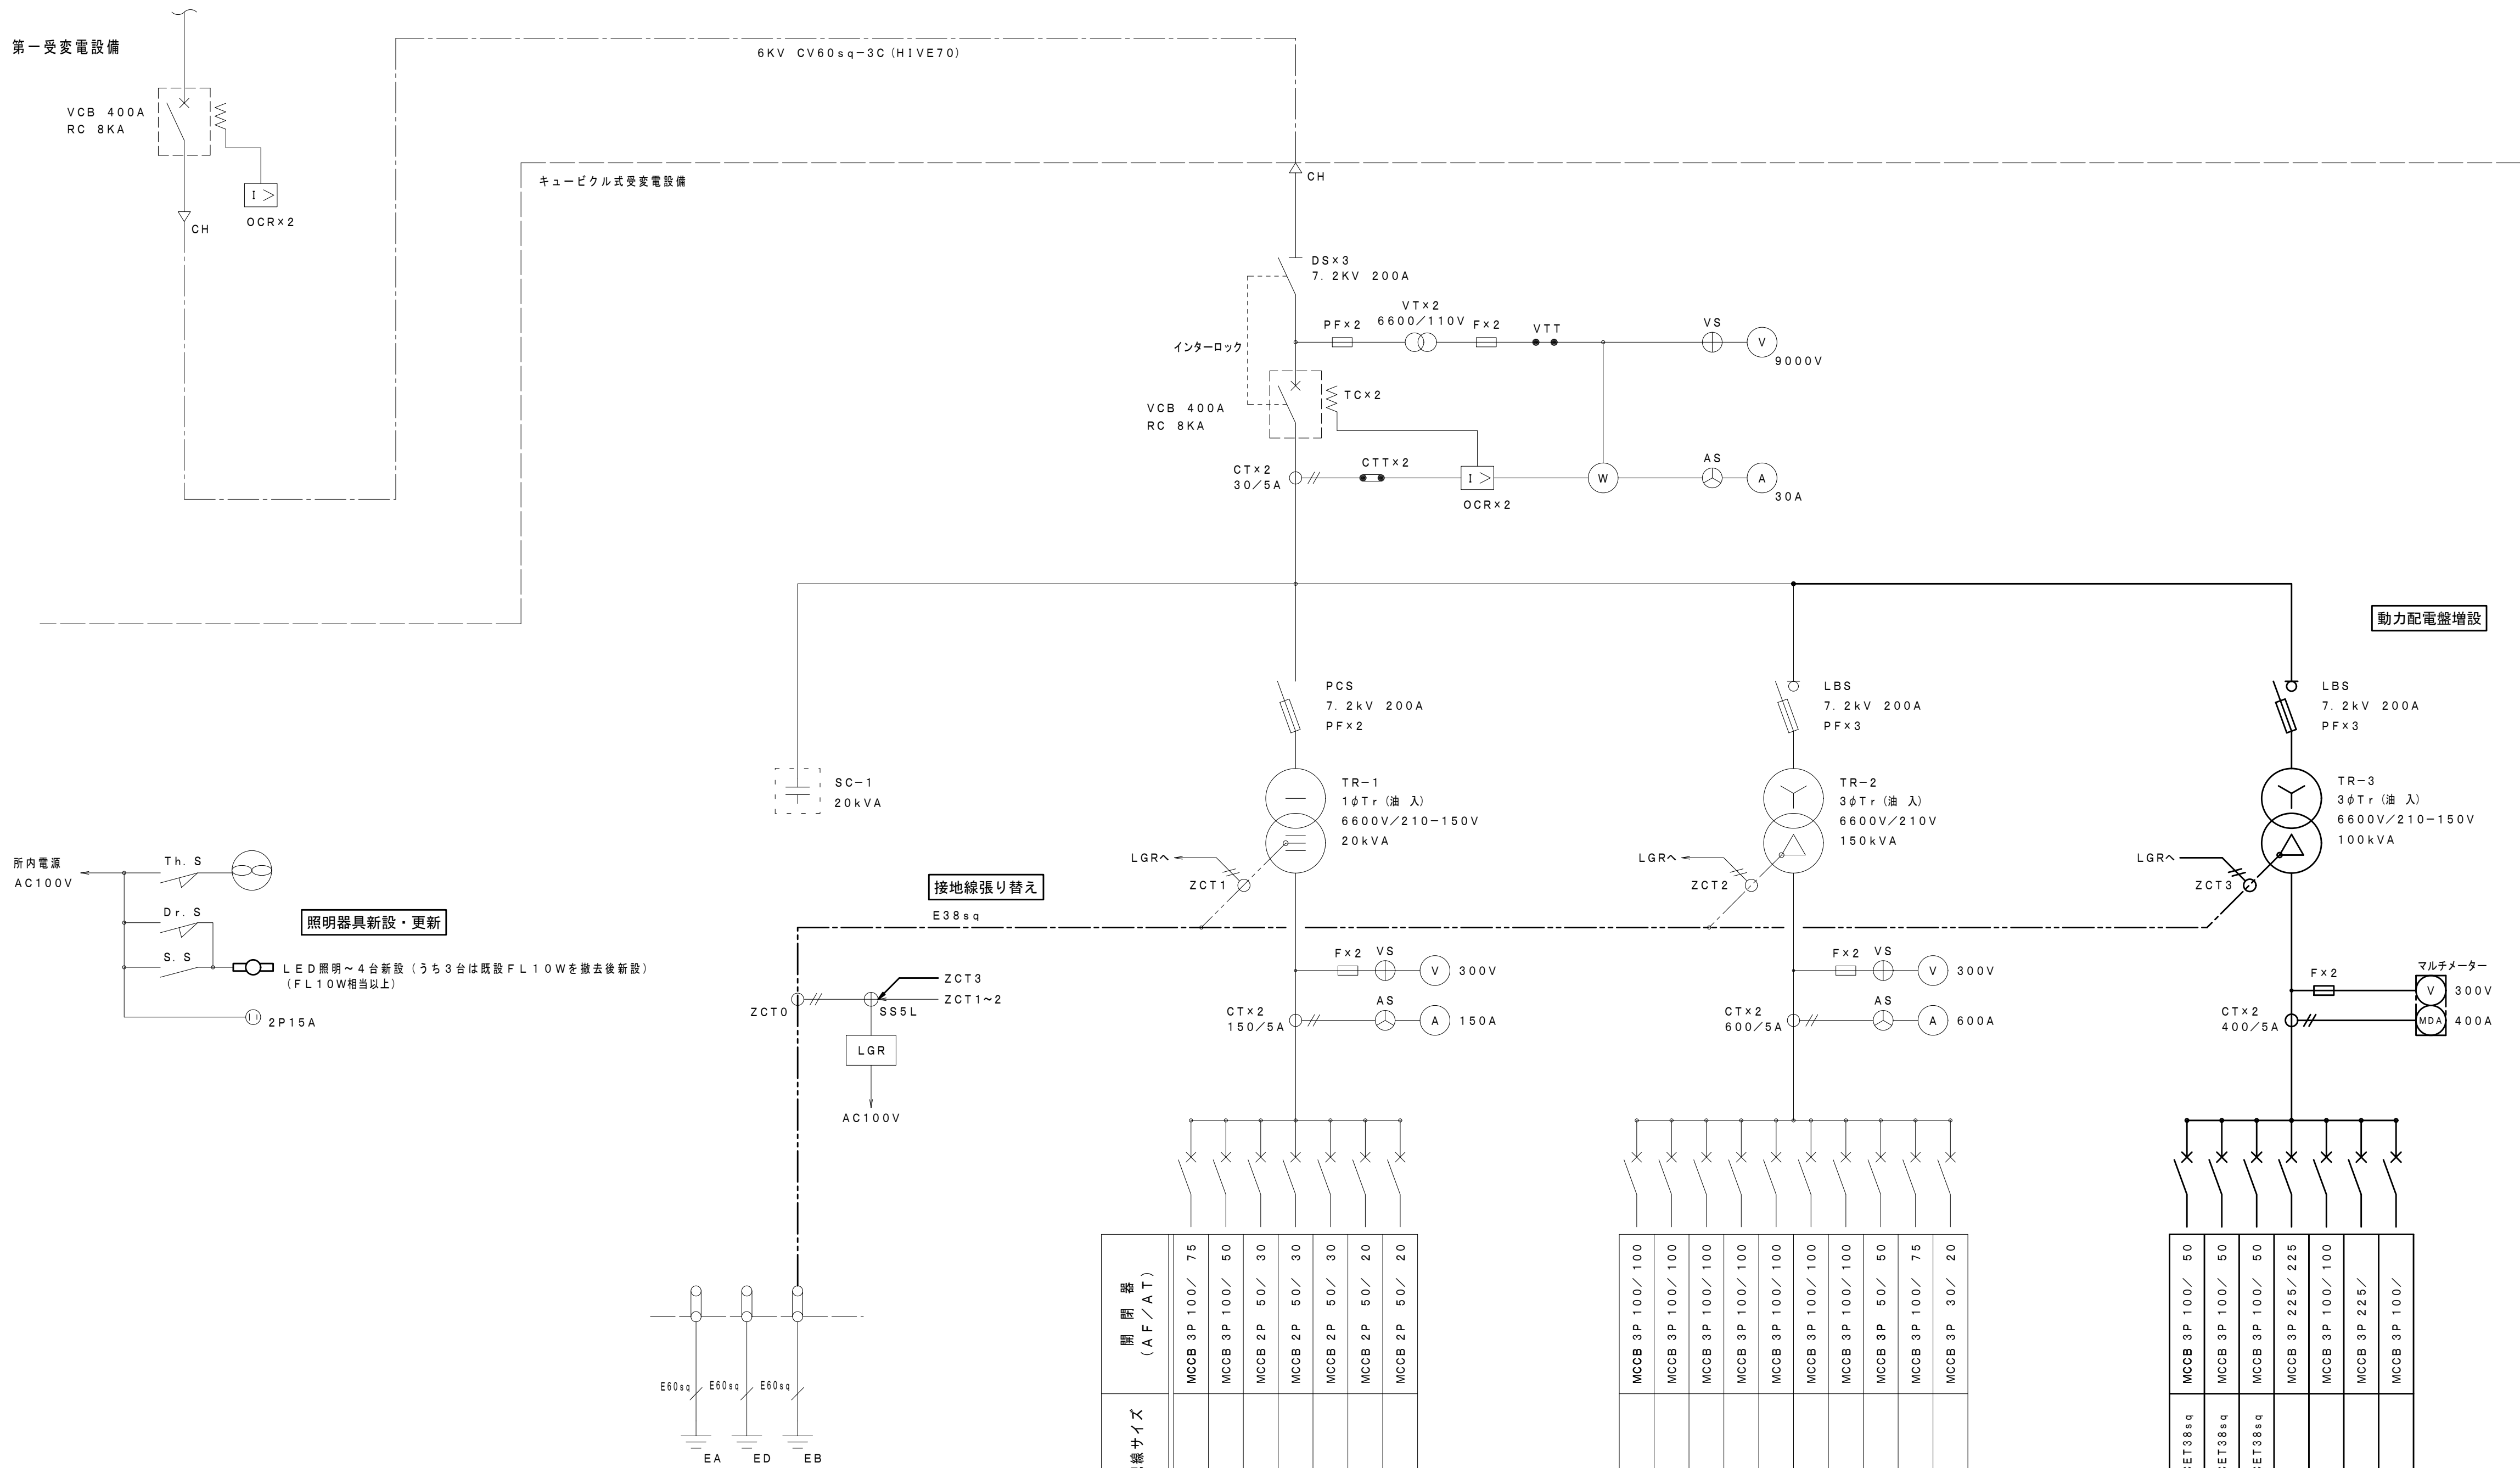 第一受変電設備
6KV CV60sq-3C(HIVE70)
VCB 400A
RC 8KA
I >
OCR×2
CH
キュービクル式受変電設備
CH
DS×3
7.2KV 200A
インターロック
PF×2
VT×2
6600/110V
F×2
VTT
VS
V
9000V
VCB 400A
RC 8KA
TC×2
CT×2
30/5A
CTT×2
I >
OCR×2
W
AS
A
30A
動力配電盤増設
PCS
7.2kV 200A
PF×2
LBS
7.2kV 200A
PF×3
LBS
7.2kV 200A
PF×3
SC-1
20kVA
TR-1
1φTr(油 入)
6600V/210-150V
20kVA
TR-2
3φTr(油 入)
6600V/210V
150kVA
TR-3
3φTr(油 入)
6600V/210-150V
100kVA
LGRへ
ZCT1
LGRへ
ZCT2
LGRへ
ZCT3
所内電源
AC100V
Th.S
Dr.S
S.S
照明器具新設・更新
LED照明~4台新設(うち3台は既設FL10Wを撤去後新設)
(FL10W相当以上)
2P15A
接地線張り替え
E38sq
ZCT0
ZCT3
ZCT1~2
SS5L
LGR
AC100V
F×2
VS
V
300V
CT×2
150/5A
AS
A
150A
F×2
VS
V
300V
CT×2
600/5A
AS
A
600A
マルチメーター
F×2
V
300V
CT×2
400/5A
MDA
400A
E60sq
E60sq
E60sq
EA
ED
EB
開閉器
(AF/AT)
MCCB 3P 100/ 75
MCCB 3P 100/ 50
MCCB 2P 50/ 30
MCCB 2P 50/ 30
MCCB 2P 50/ 30
MCCB 2P 50/ 20
MCCB 2P 50/ 20
MCCB 3P 100/100
MCCB 3P 100/100
MCCB 3P 100/100
MCCB 3P 100/100
MCCB 3P 100/100
MCCB 3P 100/100
MCCB 3P 100/100
MCCB 3P 50/ 50
MCCB 3P 100/ 75
MCCB 3P 30/ 20
MCCB 3P 100/ 50
MCCB 3P 100/ 50
MCCB 3P 100/ 50
MCCB 3P 225/225
MCCB 3P 100/100
MCCB 3P 225/
MCCB 3P 100/
線サイズ
ET38sq
ET38sq
ET38sq